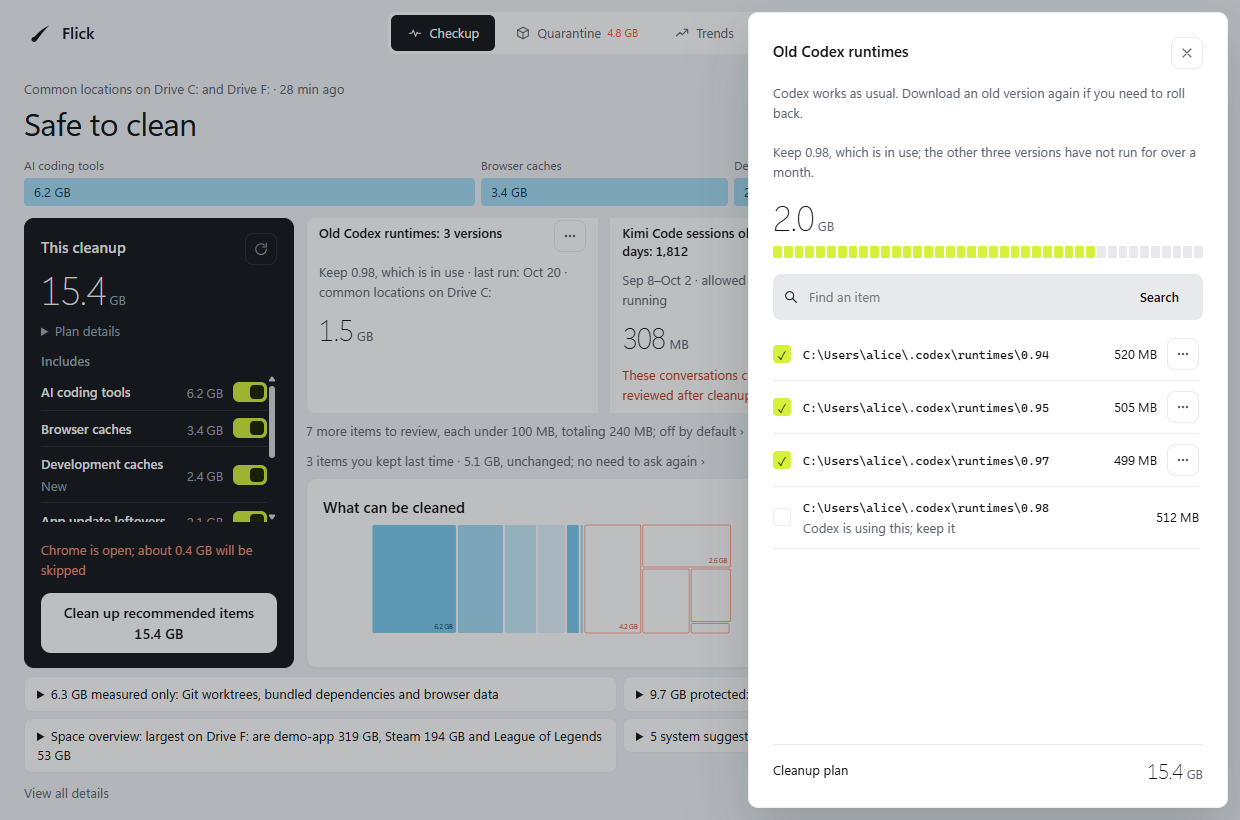 Flick
Checkup
Quarantine 4.8 GB
Trends
Common locations on Drive C: and Drive F: · 28 min ago
Safe to clean
AI coding tools
6.2 GB
Browser caches
3.4 GB
De
2
This cleanup
15.4 GB
▶ Plan details
Includes
AI coding tools 6.2 GB
Browser caches 3.4 GB
Development caches
New
2.4 GB
App update leftovers 2.1 GB
Chrome is open; about 0.4 GB will be
skipped
Clean up recommended items
15.4 GB
Old Codex runtimes: 3 versions
Keep 0.98, which is in use · last run: Oct 20 ·
common locations on Drive C:
1.5 GB
Kimi Code sessions ol
days: 1,812
Sep 8–Oct 2 · allowed
running
308 MB
These conversations c
reviewed after cleanup
7 more items to review, each under 100 MB, totaling 240 MB; off by default ›
3 items you kept last time · 5.1 GB, unchanged; no need to ask again ›
What can be cleaned
6.2 GB
4.2 GB
2.6 GB
▶ 6.3 GB measured only: Git worktrees, bundled dependencies and browser data
▶ 9.7 GB protected:
▶ Space overview: largest on Drive F: are demo-app 319 GB, Steam 194 GB and League of Legends
53 GB
▶ 5 system suggest
View all details
Old Codex runtimes
Codex works as usual. Download an old version again if you need to roll
back.
Keep 0.98, which is in use; the other three versions have not run for over a
month.
2.0 GB
Find an item
Search
C:\Users\alice\.codex\runtimes\0.94 520 MB
C:\Users\alice\.codex\runtimes\0.95 505 MB
C:\Users\alice\.codex\runtimes\0.97 499 MB
C:\Users\alice\.codex\runtimes\0.98
Codex is using this; keep it
512 MB
Cleanup plan
15.4 GB